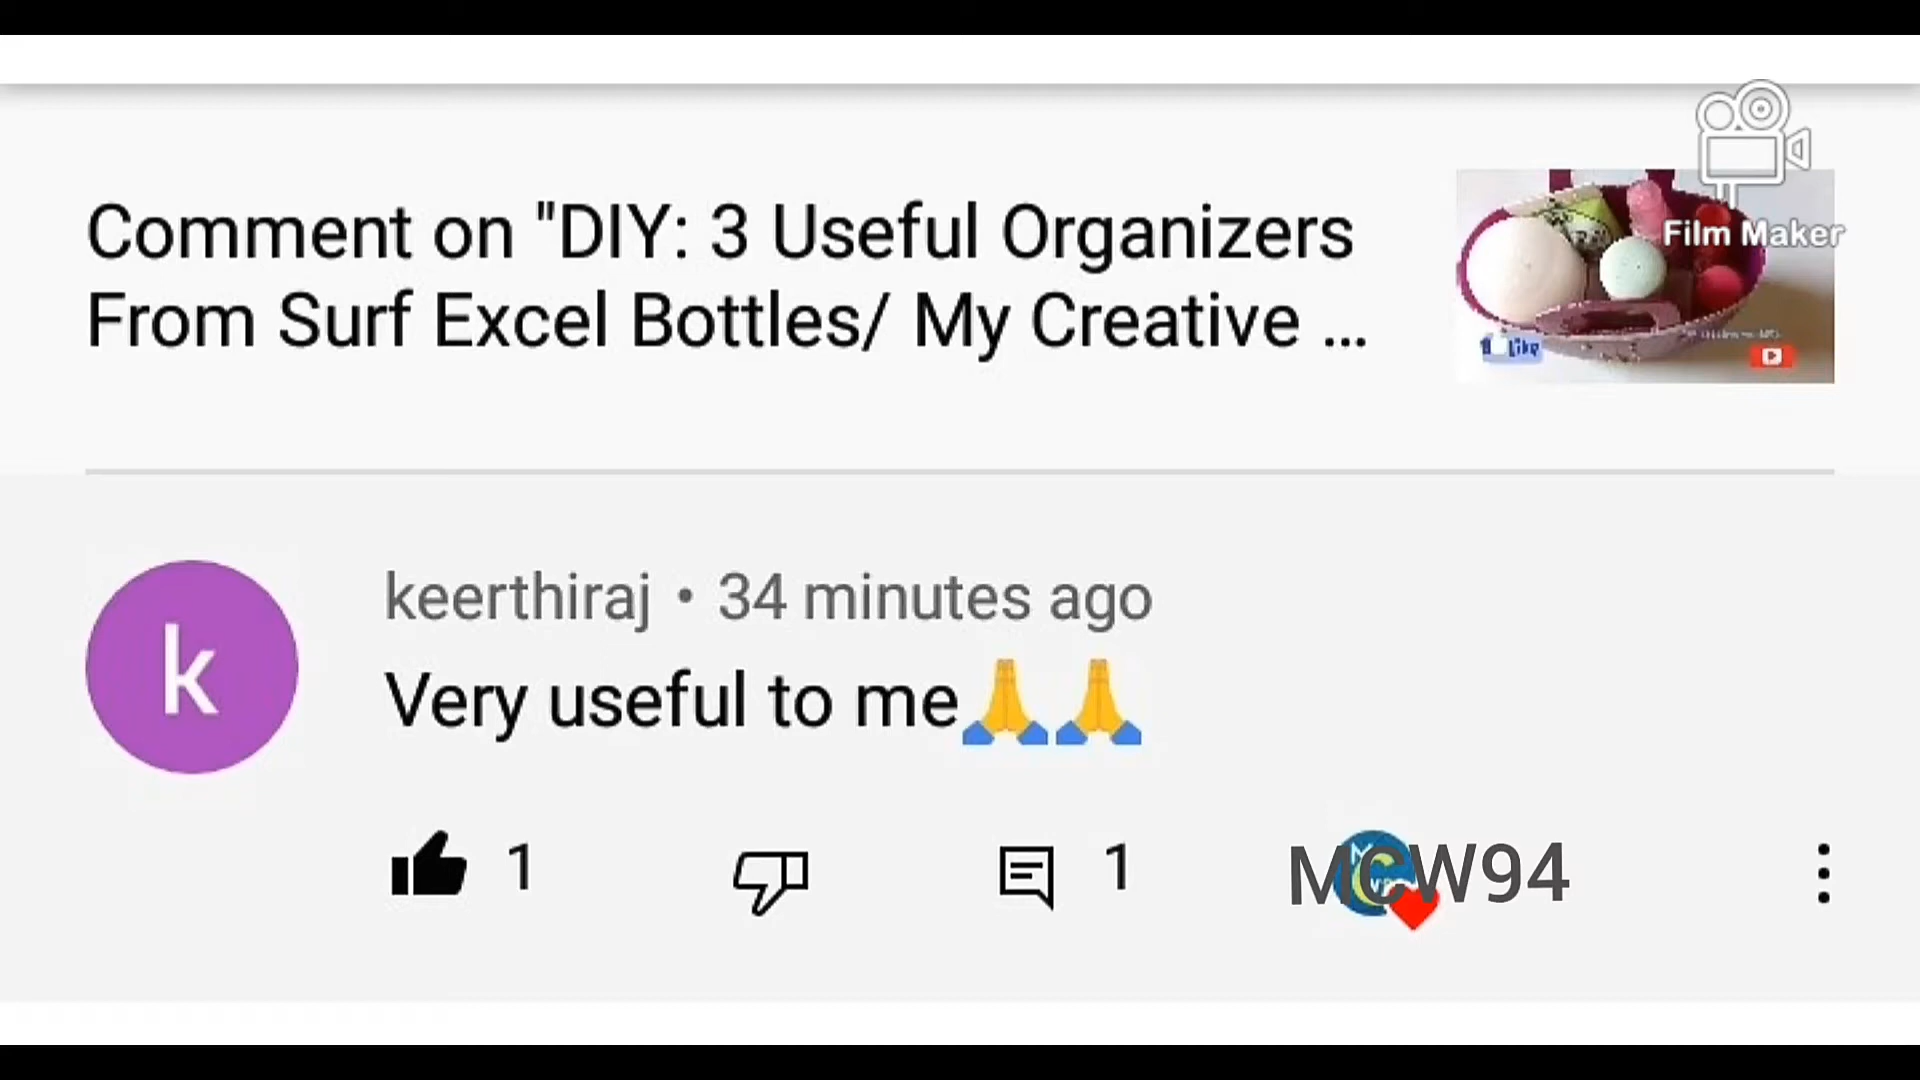 Film Maker
Comment on "DIY: 3 Useful Organizers
From Surf Excel Bottles/ My Creative ...
Like
k
keerthiraj • 34 minutes ago
Very useful to me🙏🙏
1
1
MCW94